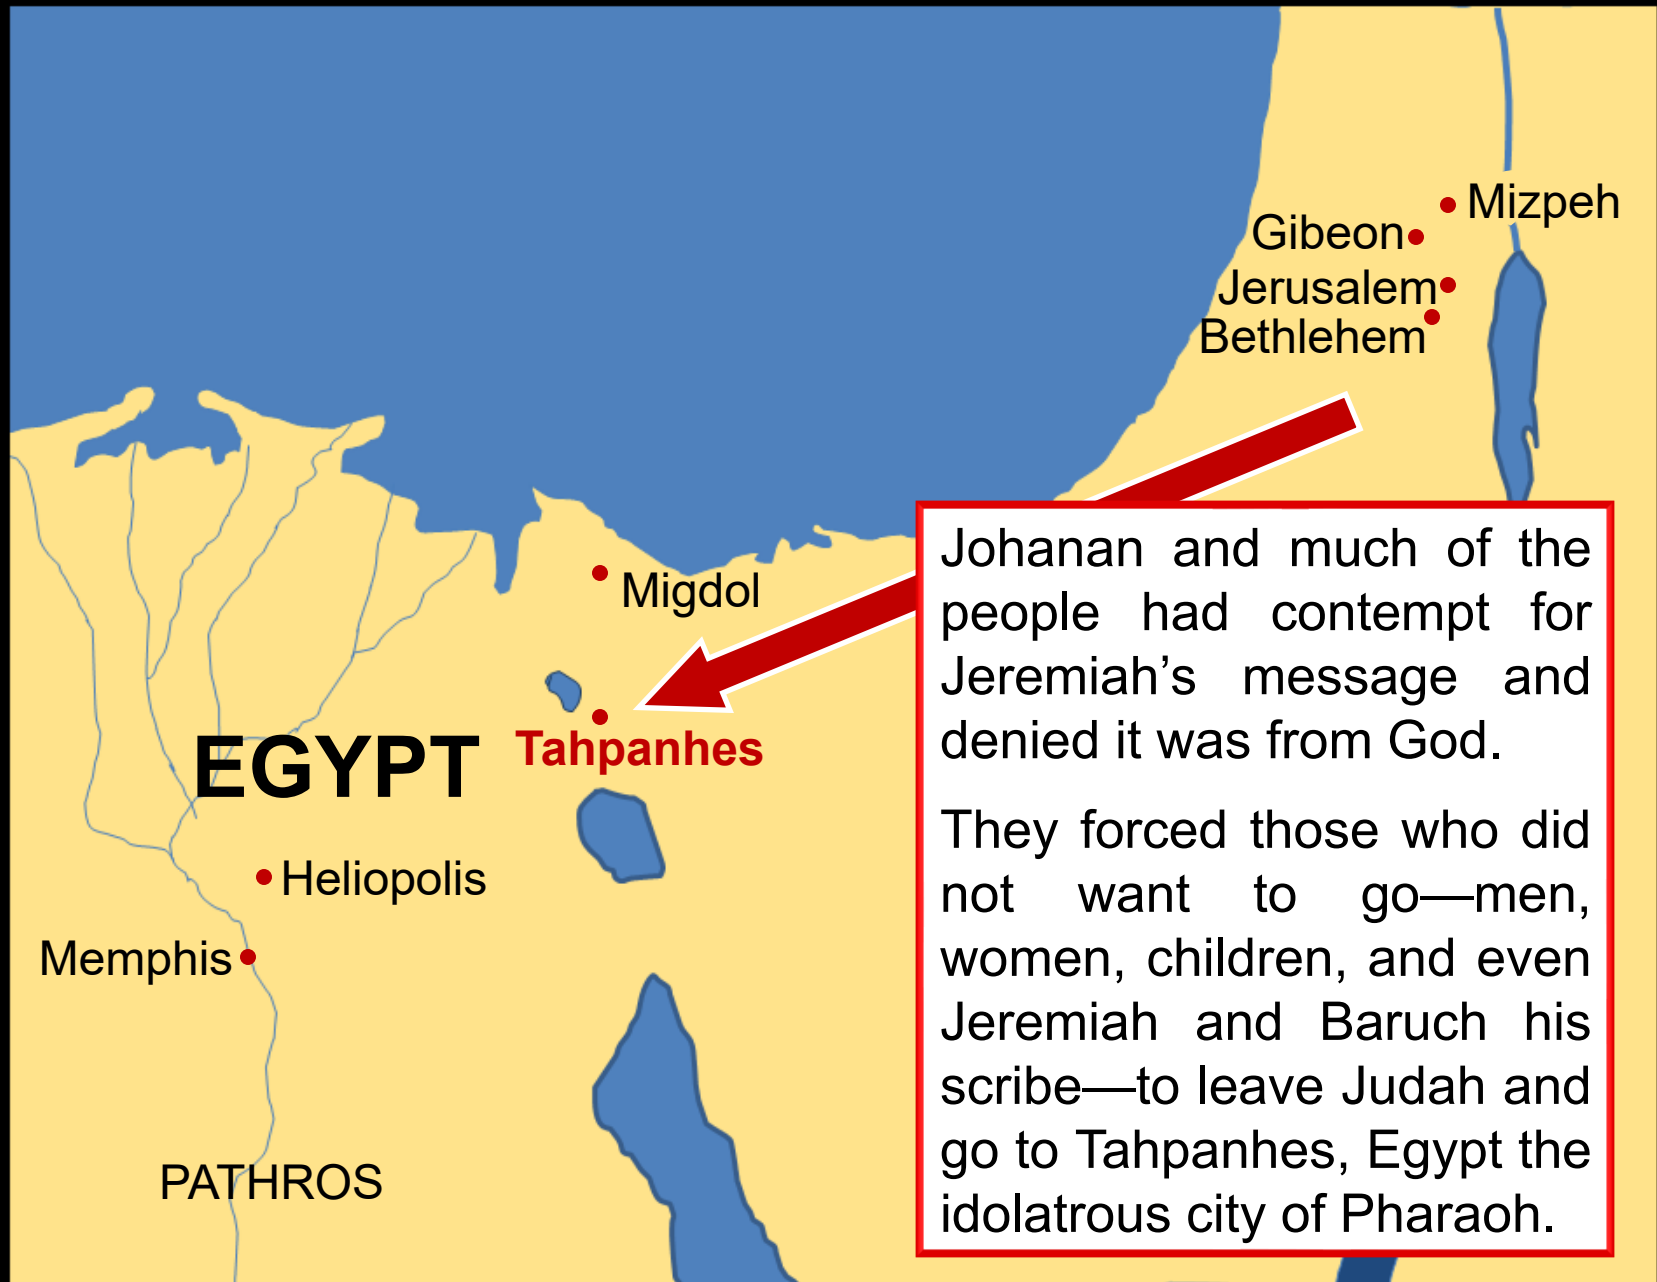 Mizpeh
Gibeon
Jerusalem
Bethlehem
Migdol
Tahpanhes
EGYPT
Heliopolis
Memphis
PATHROS
Johanan and much of the
people had contempt for
Jeremiah’s message and
denied it was from God.
They forced those who did
not want to go—men,
women, children, and even
Jeremiah and Baruch his
scribe—to leave Judah and
go to Tahpanhes, Egypt the
idolatrous city of Pharaoh.